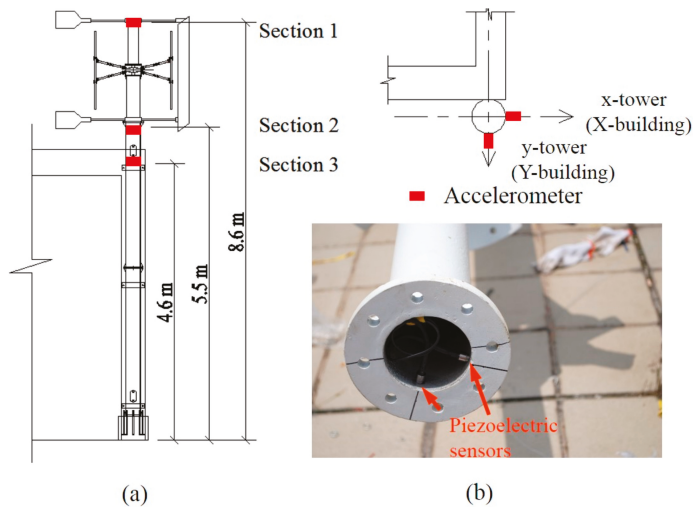 Section 1
Section 2
Section 3
8.6 m
5.5 m
4.6 m
(a)
x-tower
(X-building)
y-tower
(Y-building)
Accelerometer
Piezoelectric
sensors
(b)